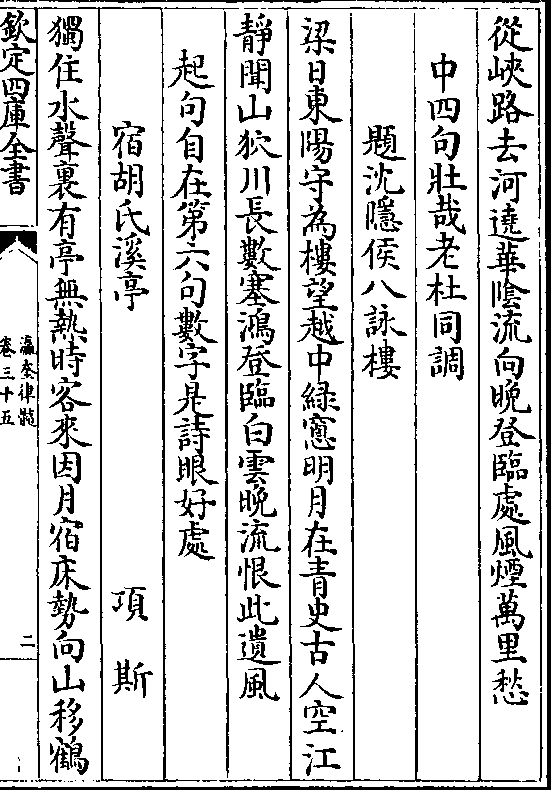 從峽路去河遶華陰流向晚登臨處風煙萬里愁
中四句壯哉老杜同調
題沈隱侯八詠樓
梁日東陽守為樓望越中綠窻明月在青史古人空江
靜聞山狖川長數塞鴻登臨白雲晚流恨此遺風
起句自在第六句數字是詩眼好處
宿胡氏溪亭 項斯
獨住水聲裏有亭無熱時客來因月宿床勢向山移鶴
欽定四庫全書
瀛奎律髓
卷三十五
二